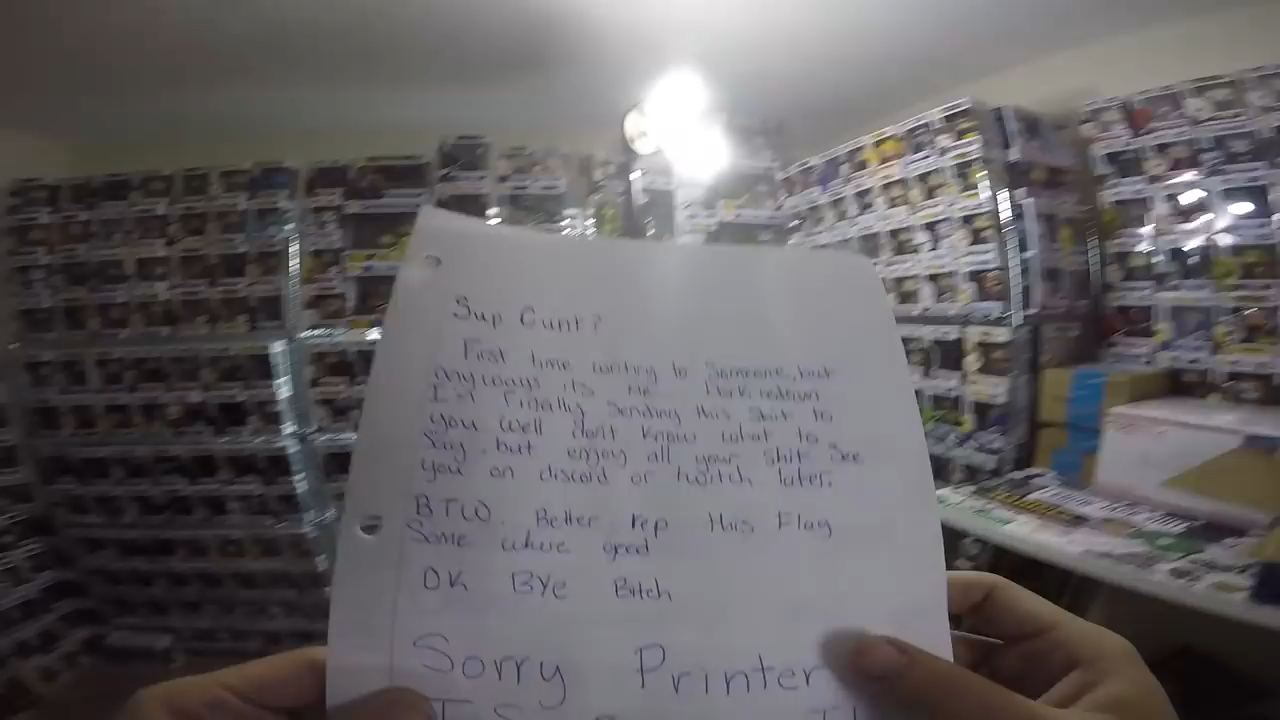 Sup Cunt?
First time writing to Someone, but
Anyways its me Darkredrum
I'm Finally Sending this Shit to
you well don't know what to
Say. but enjoy all your Shit See
you on discord or twitch later.
BTW. Better rep this Flag
Some where good
OK BYe Bitch
Sorry Printer